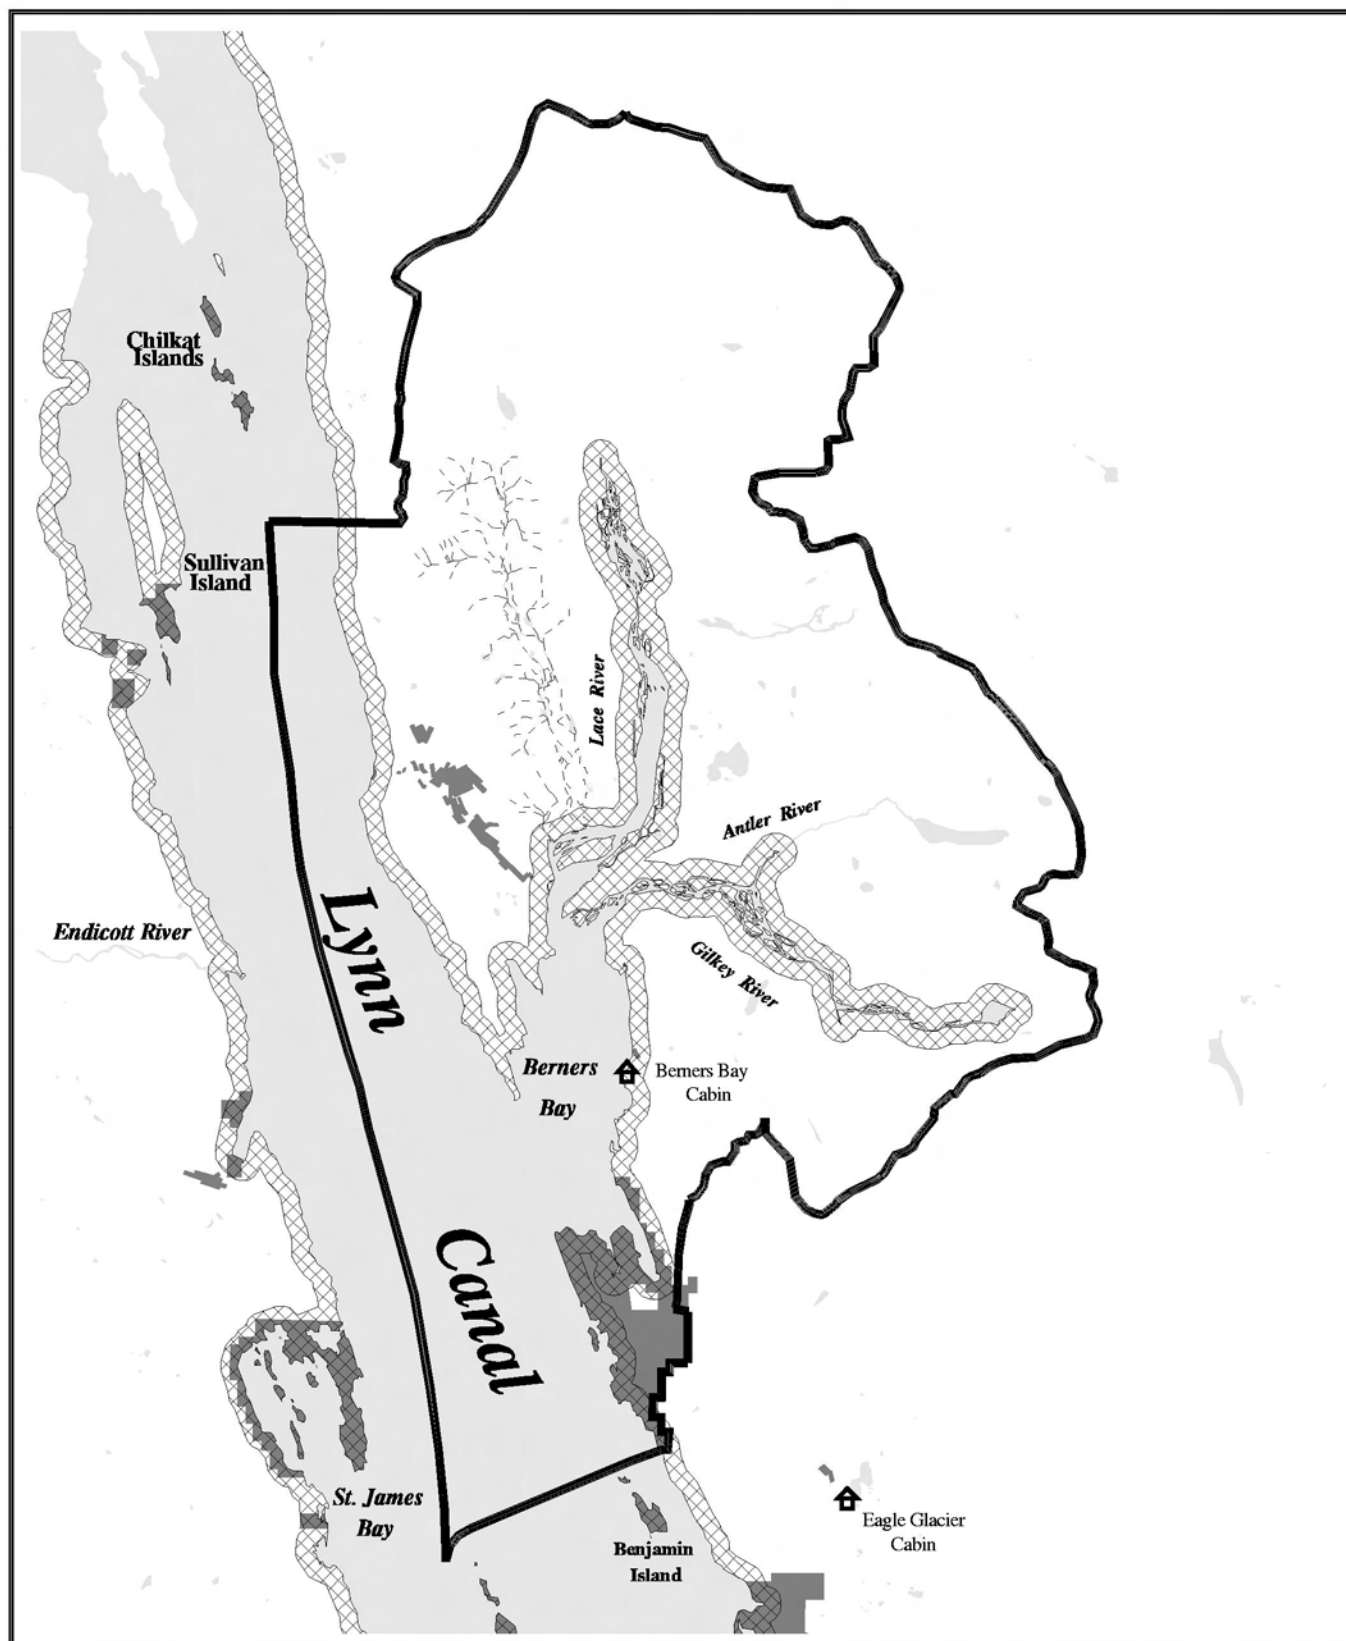 Chilkat
Islands
Sullivan
Island
Lace River
Antler River
Endicott River
Lynn
Gilkey River
Berners
Bay
Berners Bay
Cabin
Canal
St. James
Bay
Benjamin
Island
Eagle Glacier
Cabin